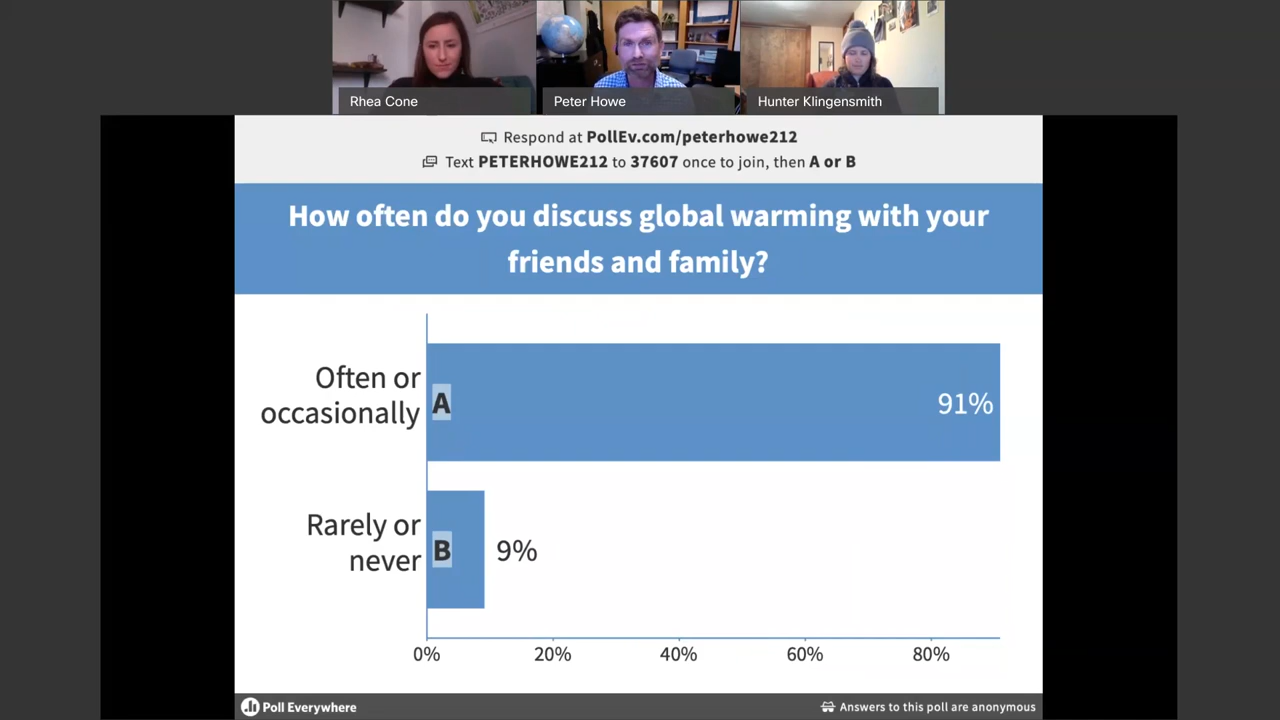 Rhea Cone
Peter Howe
Hunter Klingensmith
Respond at PollEv.com/peterhowe212
Text PETERHOWE212 to 37607 once to join, then A or B
How often do you discuss global warming with your
friends and family?
Often or
occasionally
A
91%
Rarely or
never
B
9%
0%
20%
40%
60%
80%
Poll Everywhere
Answers to this poll are anonymous